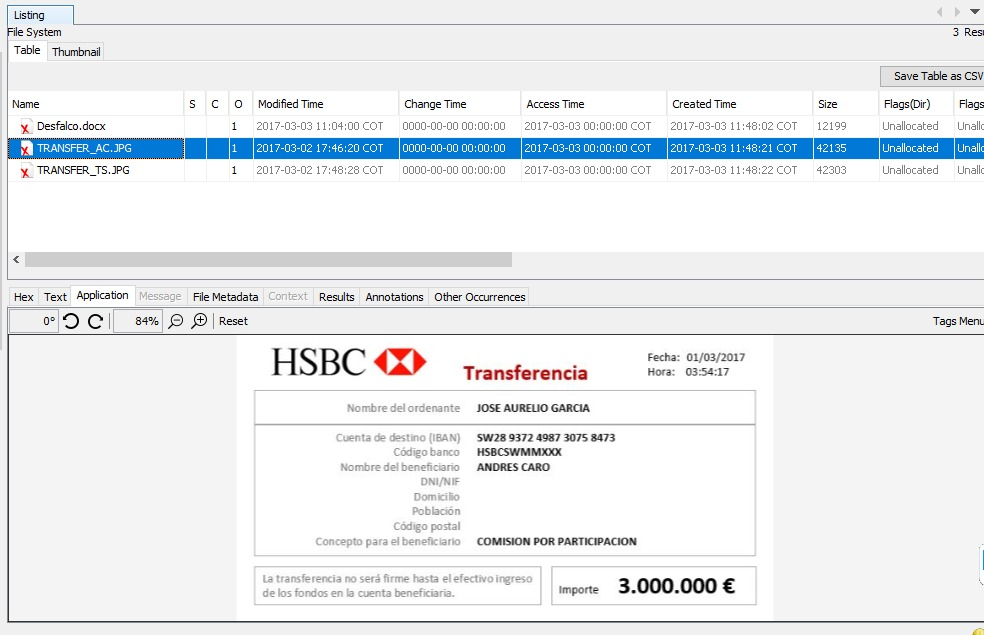 Listing
File System
3 Resu
Table Thumbnail
Save Table as CSV
Name S C O Modified Time Change Time Access Time Created Time Size Flags(Dir) Flags
Desfalco.docx 1 2017-03-03 11:04:00 COT 0000-00-00 00:00:00 2017-03-03 00:00:00 COT 2017-03-03 11:48:02 COT 12199 Unallocated Unallo
TRANSFER_AC.JPG 1 2017-03-02 17:46:20 COT 0000-00-00 00:00:00 2017-03-03 00:00:00 COT 2017-03-03 11:48:21 COT 42135 Unallocated Unallo
TRANSFER_TS.JPG 1 2017-03-02 17:48:28 COT 0000-00-00 00:00:00 2017-03-03 00:00:00 COT 2017-03-03 11:48:22 COT 42303 Unallocated Unallo
Hex Text Application Message File Metadata Context Results Annotations Other Occurrences
0° 84% Reset Tags Menu
HSBC Transferencia
Fecha: 01/03/2017
Hora: 03:54:17
Nombre del ordenante JOSE AURELIO GARCIA
Cuenta de destino (IBAN) SW28 9372 4987 3075 8473
Código banco HSBCSWMMXXX
Nombre del beneficiario ANDRES CARO
DNI/NIF
Domicilio
Población
Código postal
Concepto para el beneficiario COMISION POR PARTICIPACION
La transferencia no será firme hasta el efectivo ingreso
de los fondos en la cuenta beneficiaria.
Importe 3.000.000 €